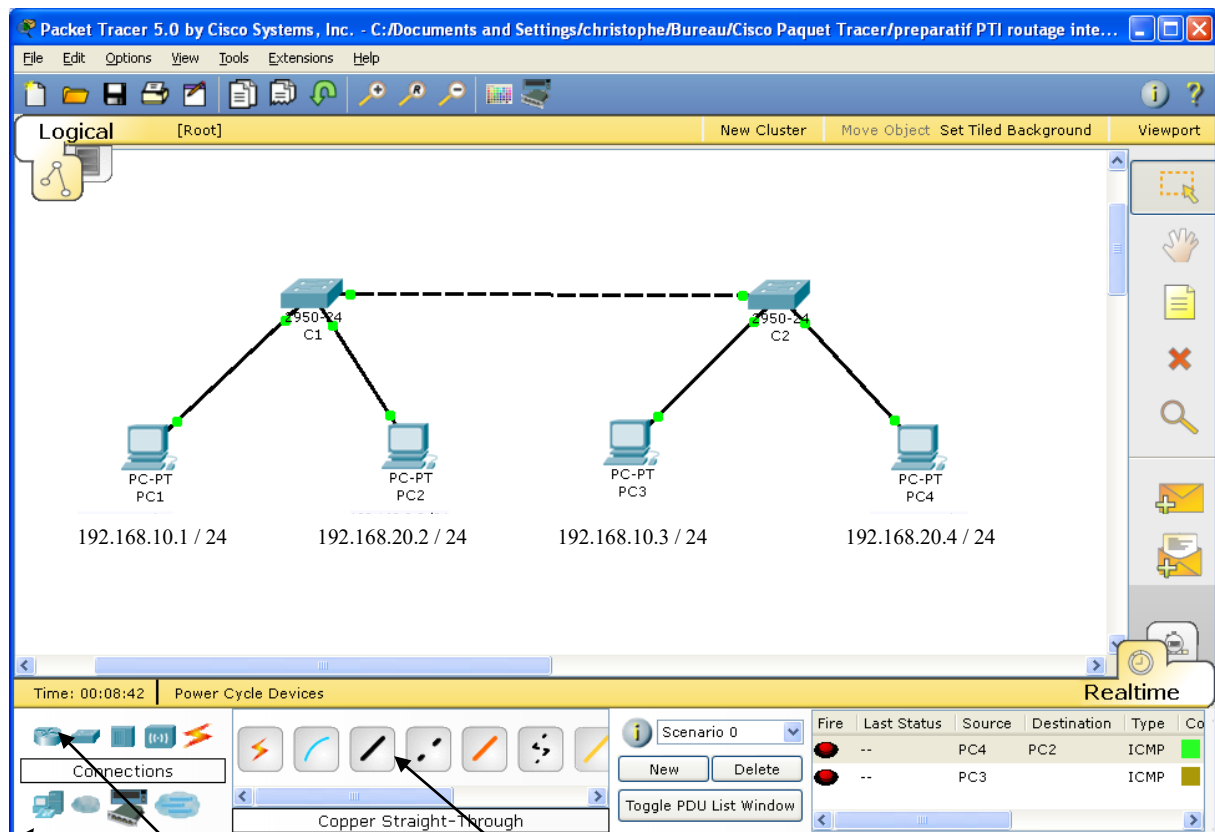 Packet Tracer 5.0 by Cisco Systems, Inc. - C:/Documents and Settings/christophe/Bureau/Cisco Paquet Tracer/preparatif PTI routage inte...
File Edit Options View Tools Extensions Help
Logical [Root] New Cluster Move Object Set Tiled Background Viewport
2950-24
C1
2950-24
C2
PC-PT
PC1
PC-PT
PC2
PC-PT
PC3
PC-PT
PC4
192.168.10.1 / 24 192.168.20.2 / 24 192.168.10.3 / 24 192.168.20.4 / 24
Time: 00:08:42 Power Cycle Devices Realtime
Connections
Copper Straight-Through
Scenario 0
New Delete
Toggle PDU List Window
Fire Last Status Source Destination Type Co
-- PC4 PC2 ICMP
-- PC3 ICMP